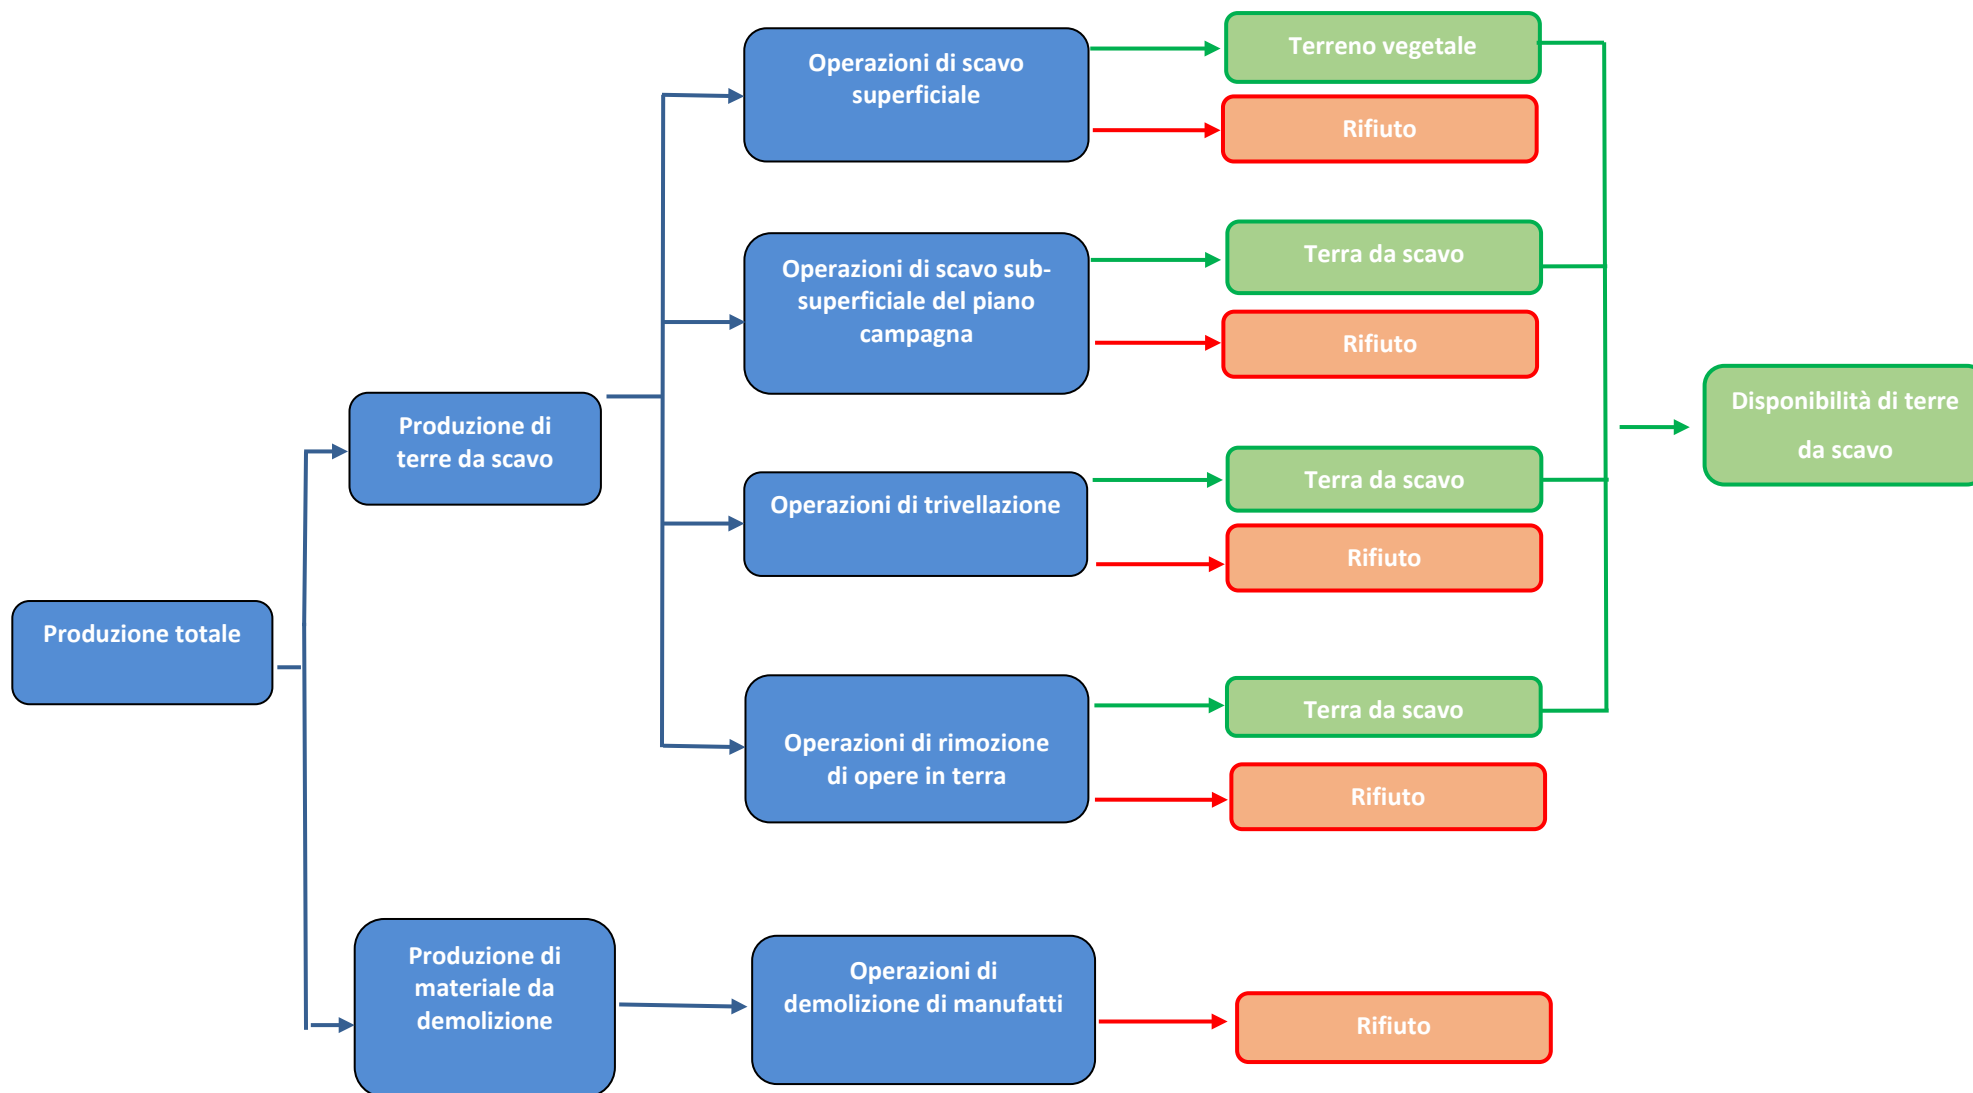 Produzione totale
Produzione di
terre da scavo
Produzione di
materiale da
demolizione
Operazioni di scavo
superficiale
Operazioni di scavo sub-
superficiale del piano
campagna
Operazioni di trivellazione
Operazioni di rimozione
di opere in terra
Operazioni di
demolizione di manufatti
Terreno vegetale
Rifiuto
Terra da scavo
Rifiuto
Terra da scavo
Rifiuto
Terra da scavo
Rifiuto
Rifiuto
Disponibilità di terre
da scavo